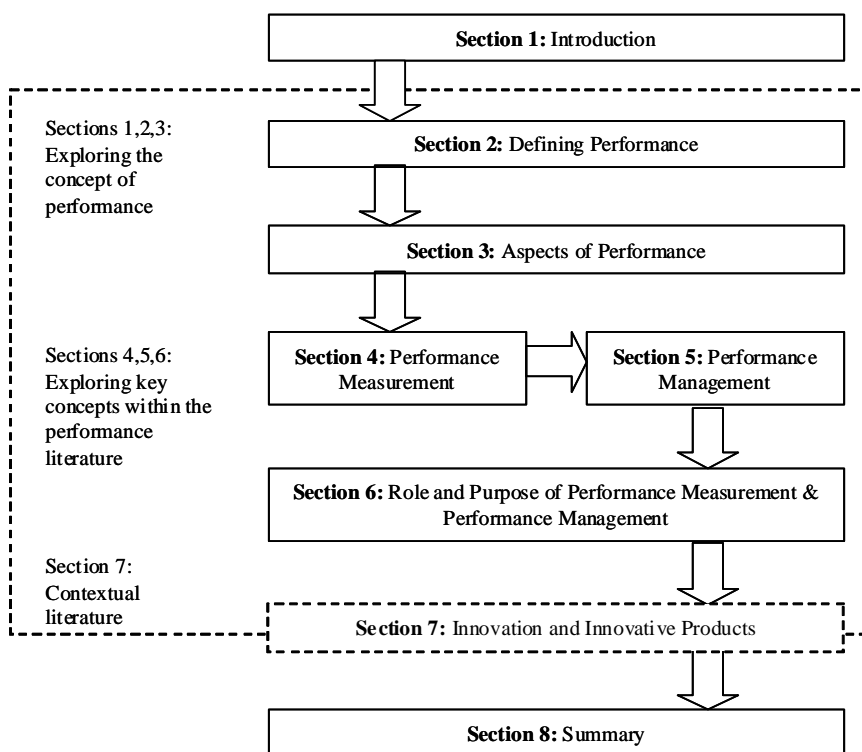 Section 1: Introduction
Sections 1,2,3:
Exploring the
concept of
performance
Section 2: Defining Performance
Section 3: Aspects of Performance
Sections 4,5,6:
Exploring key
concepts within the
performance
literature
Section 4: Performance
Measurement
Section 5: Performance
Management
Section 6: Role and Purpose of Performance Measurement &
Performance Management
Section 7:
Contextual
literature
Section 7: Innovation and Innovative Products
Section 8: Summary